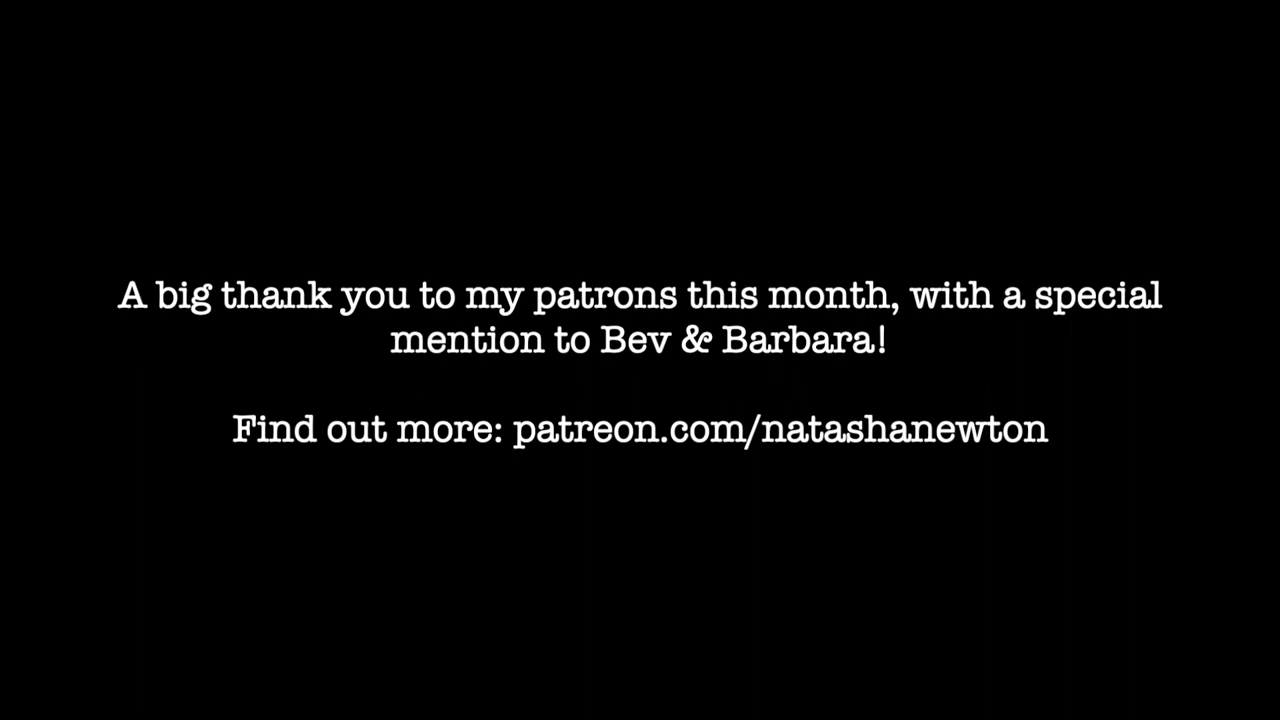 A big thank you to my patrons this month, with a special
mention to Bev & Barbara!
Find out more: patreon.com/natashanewton